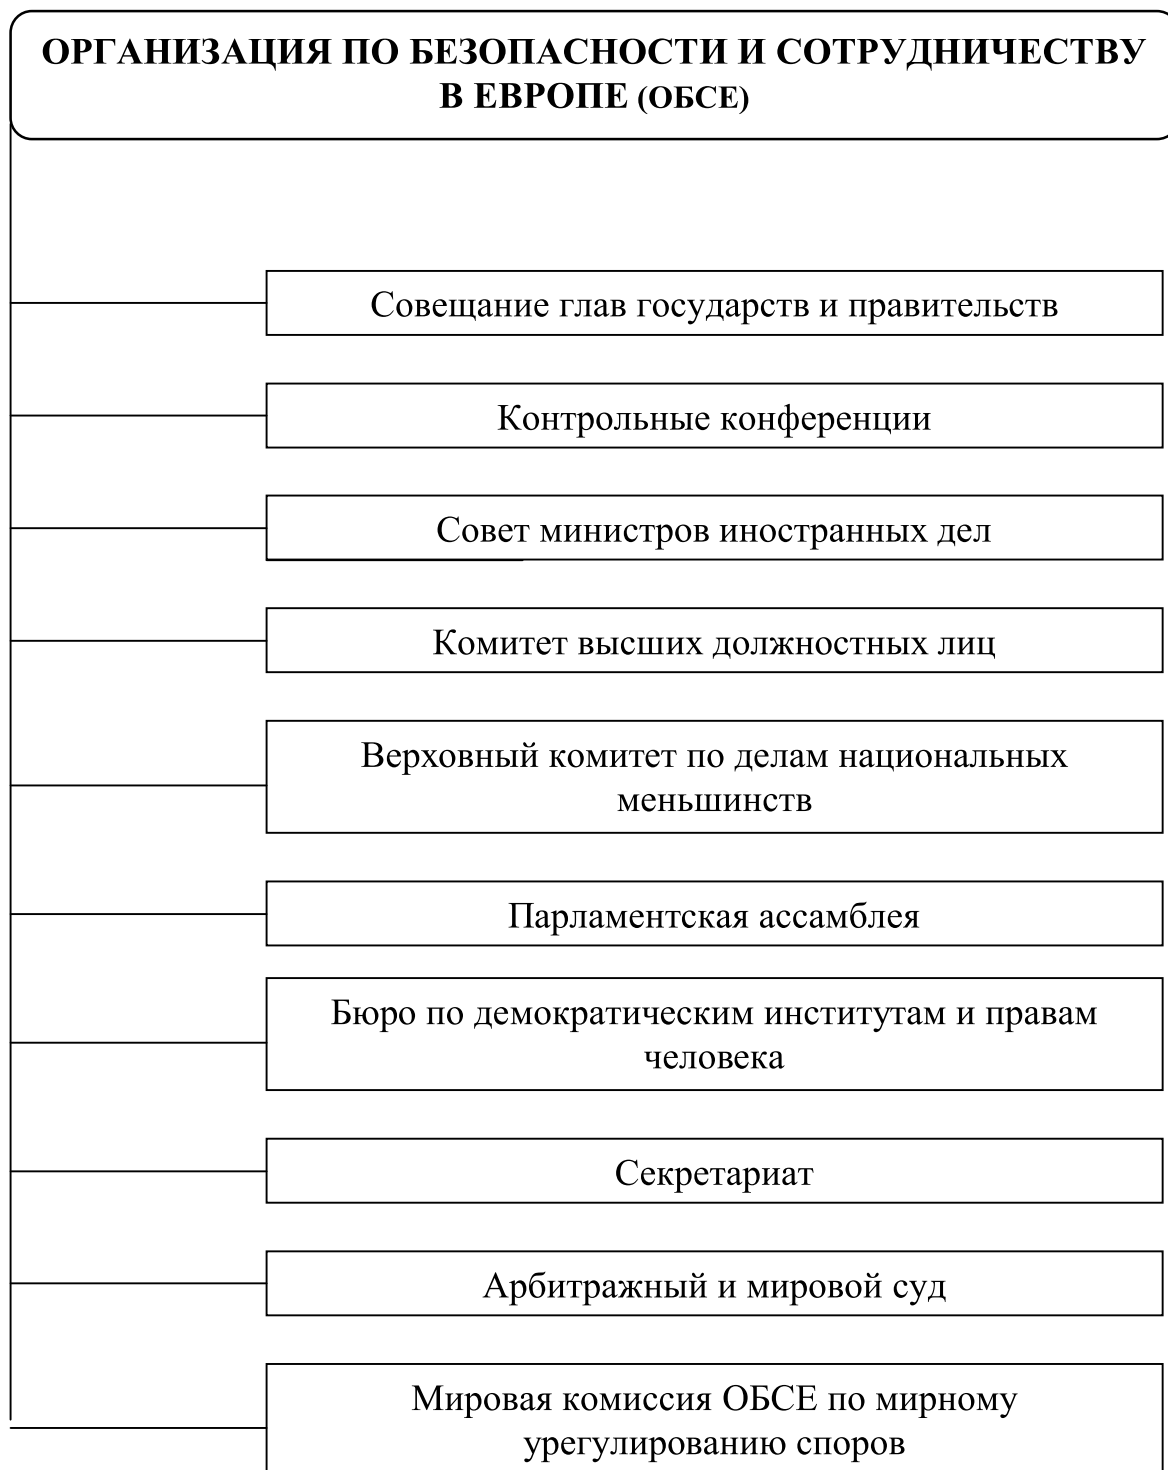 ОРГАНИЗАЦИЯ ПО БЕЗОПАСНОСТИ И СОТРУДНИЧЕСТВУ
В ЕВРОПЕ (ОБСЕ)
Совещание глав государств и правительств
Контрольные конференции
Совет министров иностранных дел
Комитет высших должностных лиц
Верховный комитет по делам национальных
меньшинств
Парламентская ассамблея
Бюро по демократическим институтам и правам
человека
Секретариат
Арбитражный и мировой суд
Мировая комиссия ОБСЕ по мирному
урегулированию споров